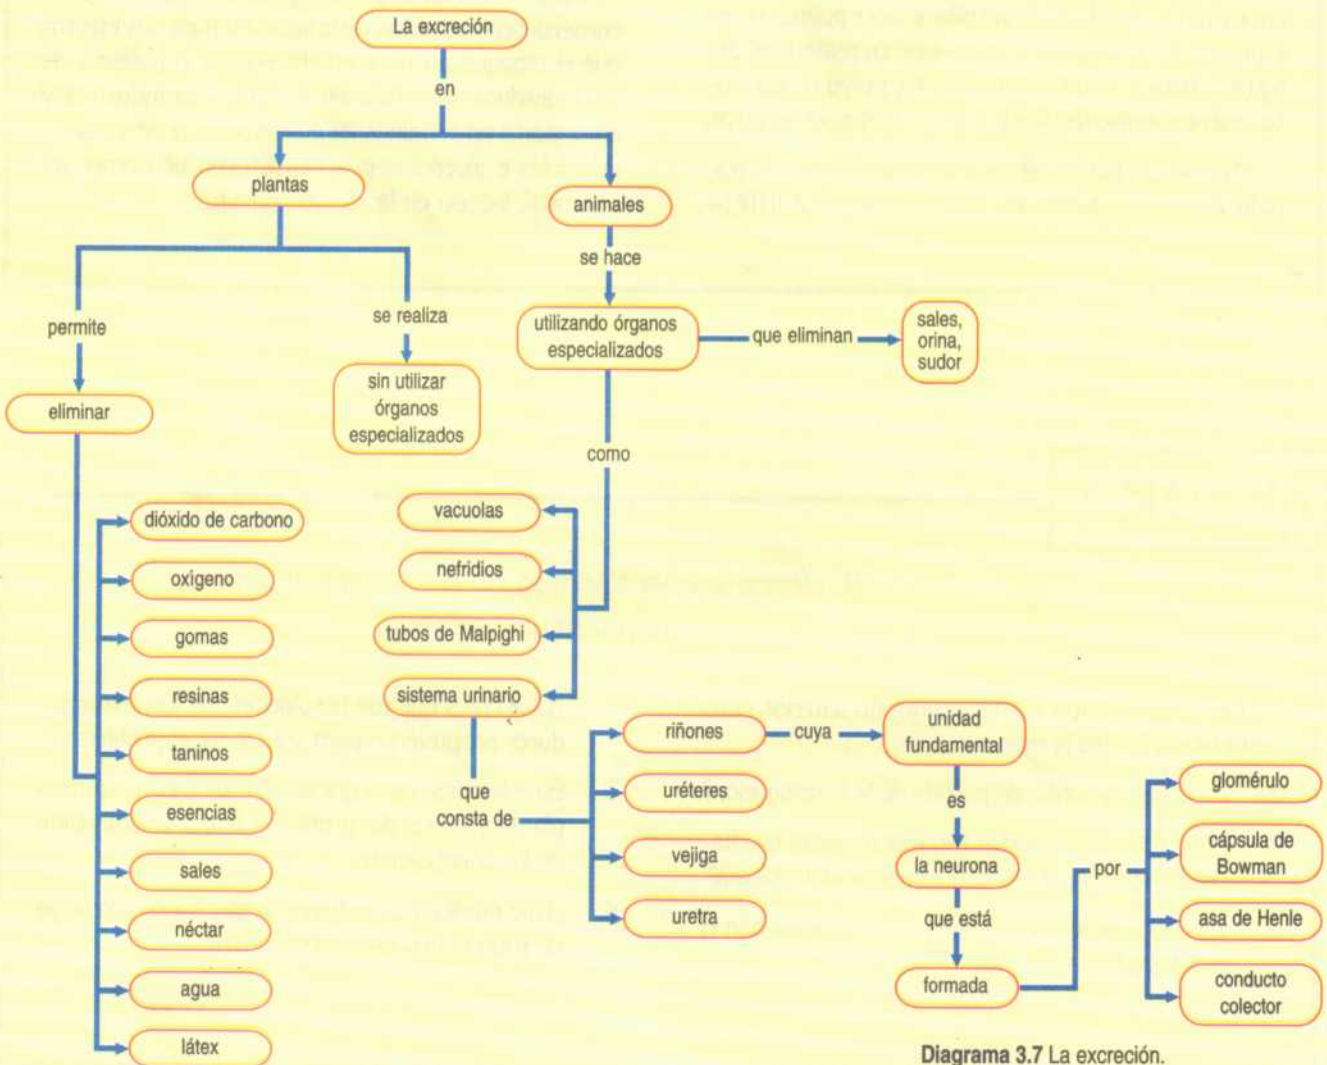 La excreción
en
plantas
animales
se hace
permite
se realiza
utilizando órganos
especializados
que eliminan
sales,
orina,
sudor
eliminar
sin utilizar
órganos
especializados
como
dióxido de carbono
oxígeno
gomas
resinas
taninos
esencias
sales
néctar
agua
látex
vacuolas
nefridios
tubos de Malpighi
sistema urinario
que
consta de
riñones
uréteres
vejiga
uretra
cuya
unidad
fundamental
es
la neurona
que está
formada
por
glomérulo
cápsula de
Bowman
asa de Henle
conducto
colector
Diagrama 3.7 La excreción.